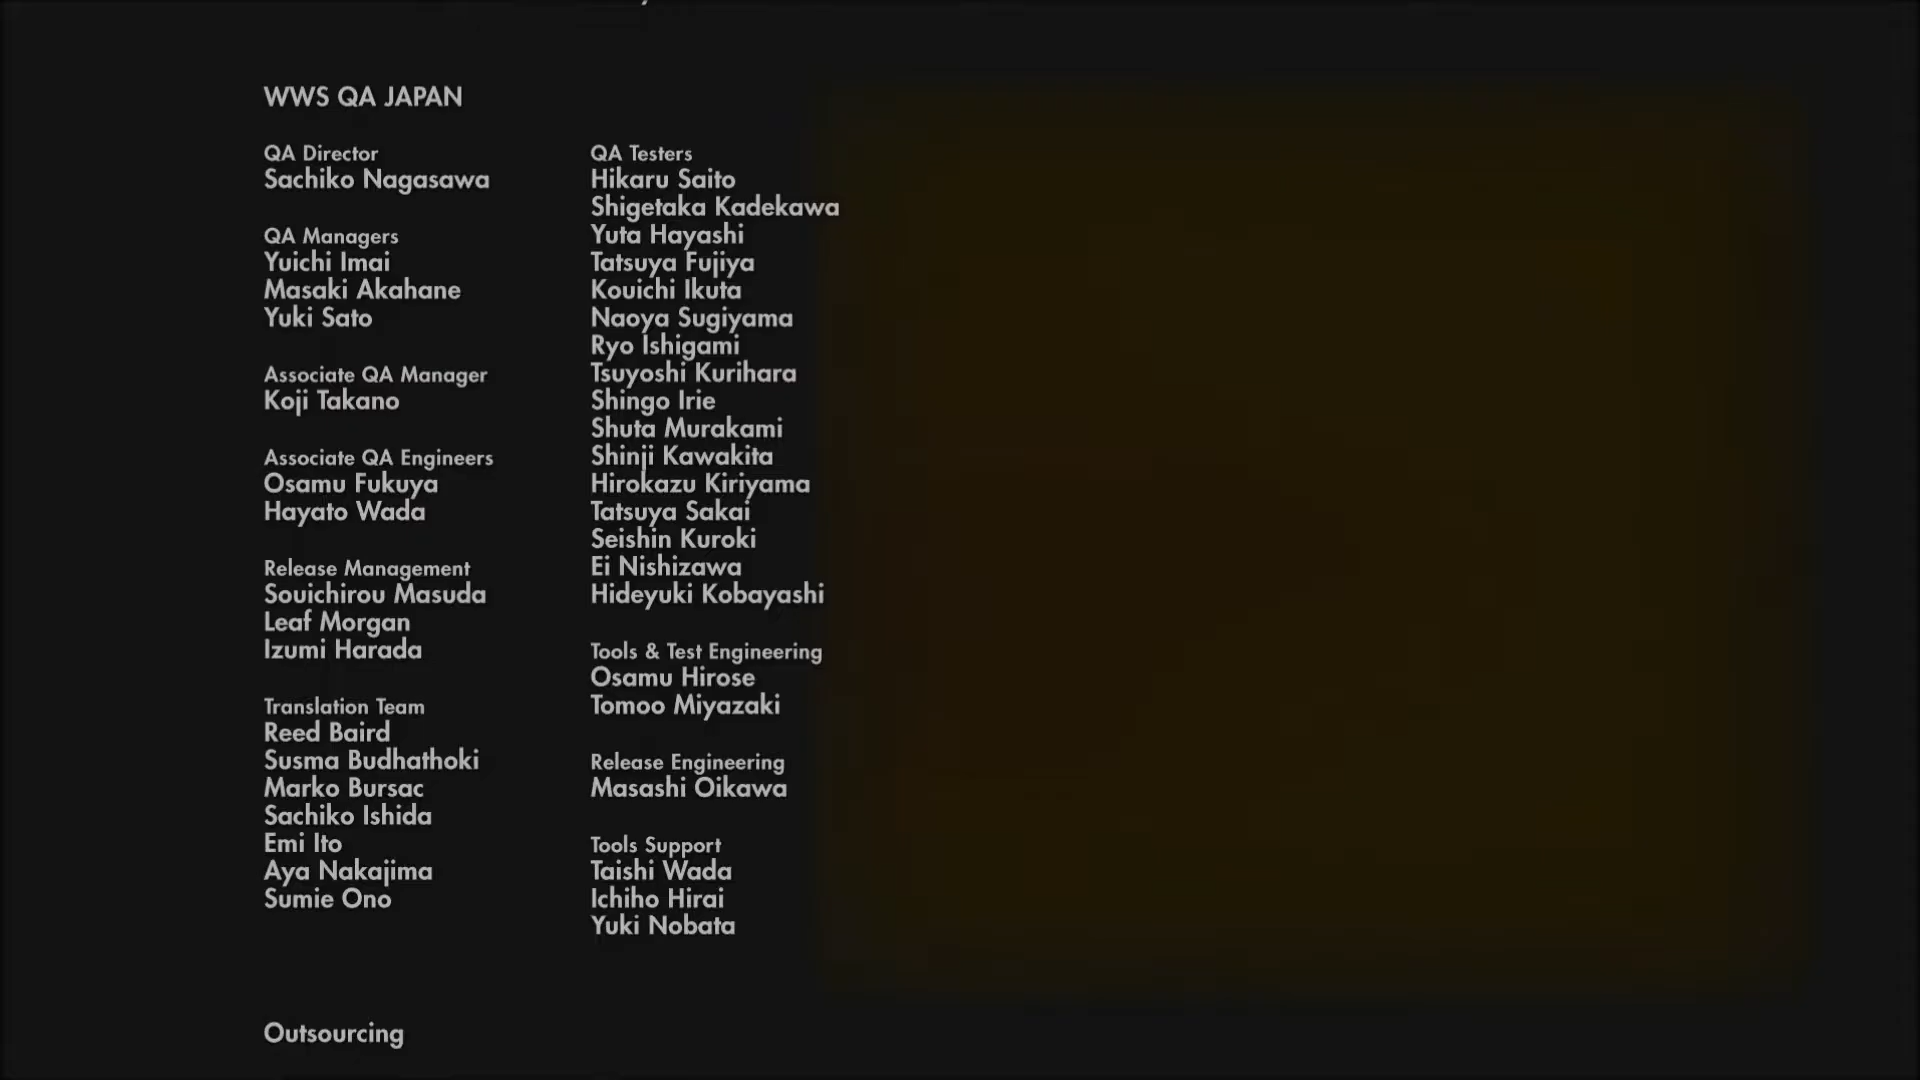 WWS QA JAPAN
QA Director
Sachiko Nagasawa
QA Managers
Yuichi Imai
Masaki Akahane
Yuki Sato
Associate QA Manager
Koji Takano
Associate QA Engineers
Osamu Fukuya
Hayato Wada
Release Management
Souichirou Masuda
Leaf Morgan
Izumi Harada
Translation Team
Reed Baird
Susma Budhathoki
Marko Bursac
Sachiko Ishida
Emi Ito
Aya Nakajima
Sumie Ono
QA Testers
Hikaru Saito
Shigetaka Kadekawa
Yuta Hayashi
Tatsuya Fujiya
Kouichi Ikuta
Naoya Sugiyama
Ryo Ishigami
Tsuyoshi Kurihara
Shingo Irie
Shuta Murakami
Shinji Kawakita
Hirokazu Kiriyama
Tatsuya Sakai
Seishin Kuroki
Ei Nishizawa
Hideyuki Kobayashi
Tools & Test Engineering
Osamu Hirose
Tomoo Miyazaki
Release Engineering
Masashi Oikawa
Tools Support
Taishi Wada
Ichiho Hirai
Yuki Nobata
Outsourcing